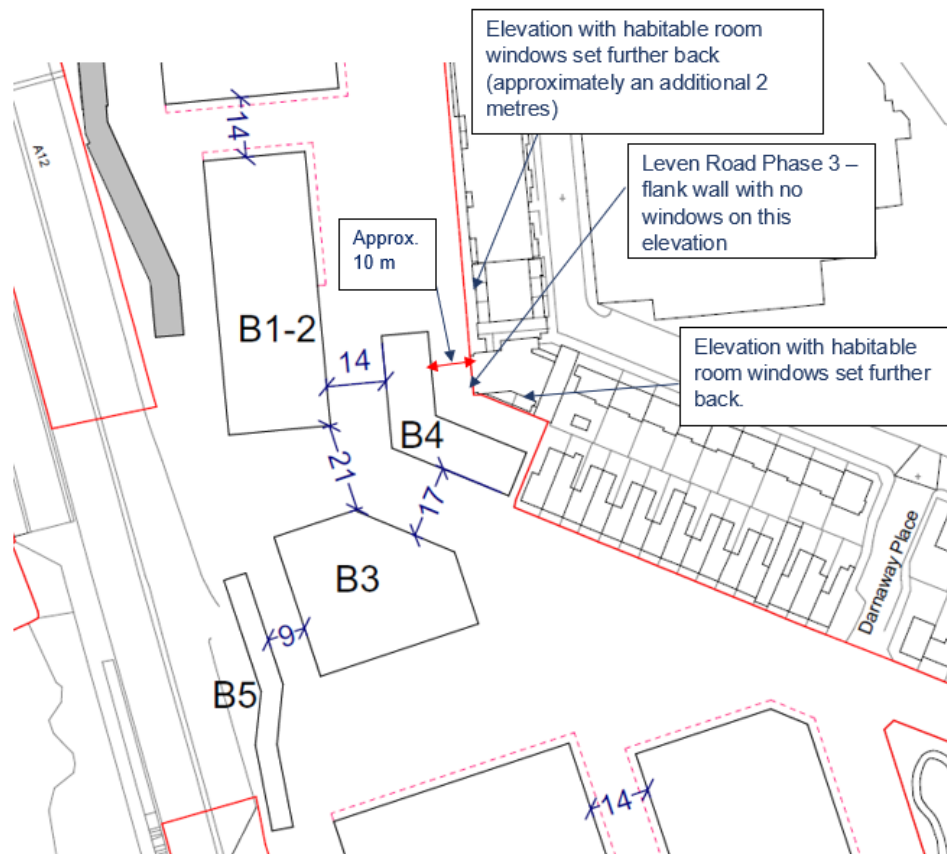 Elevation with habitable room
windows set further back
(approximately an additional 2
metres)
A12
14
Leven Road Phase 3 –
flank wall with no
windows on this
elevation
Approx.
10 m
B1-2
14
Elevation with habitable
room windows set further
back.
B4
21
17
Darnaway Place
B3
9
B5
14